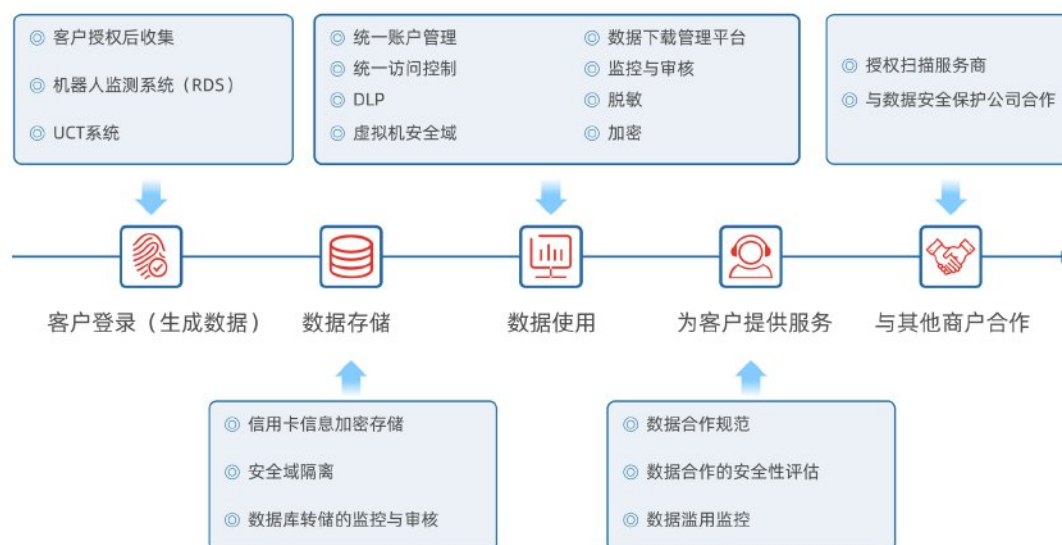 客户授权后收集
机器人监测系统（RDS）
UCT系统
统一账户管理
统一访问控制
DLP
虚拟机安全域
数据下载管理平台
监控与审核
脱敏
加密
授权扫描服务商
与数据安全保护公司合作
客户登录（生成数据）
数据存储
数据使用
为客户提供服务
与其他商户合作
信用卡信息加密存储
安全域隔离
数据库转储的监控与审核
数据合作规范
数据合作的安全性评估
数据滥用监控